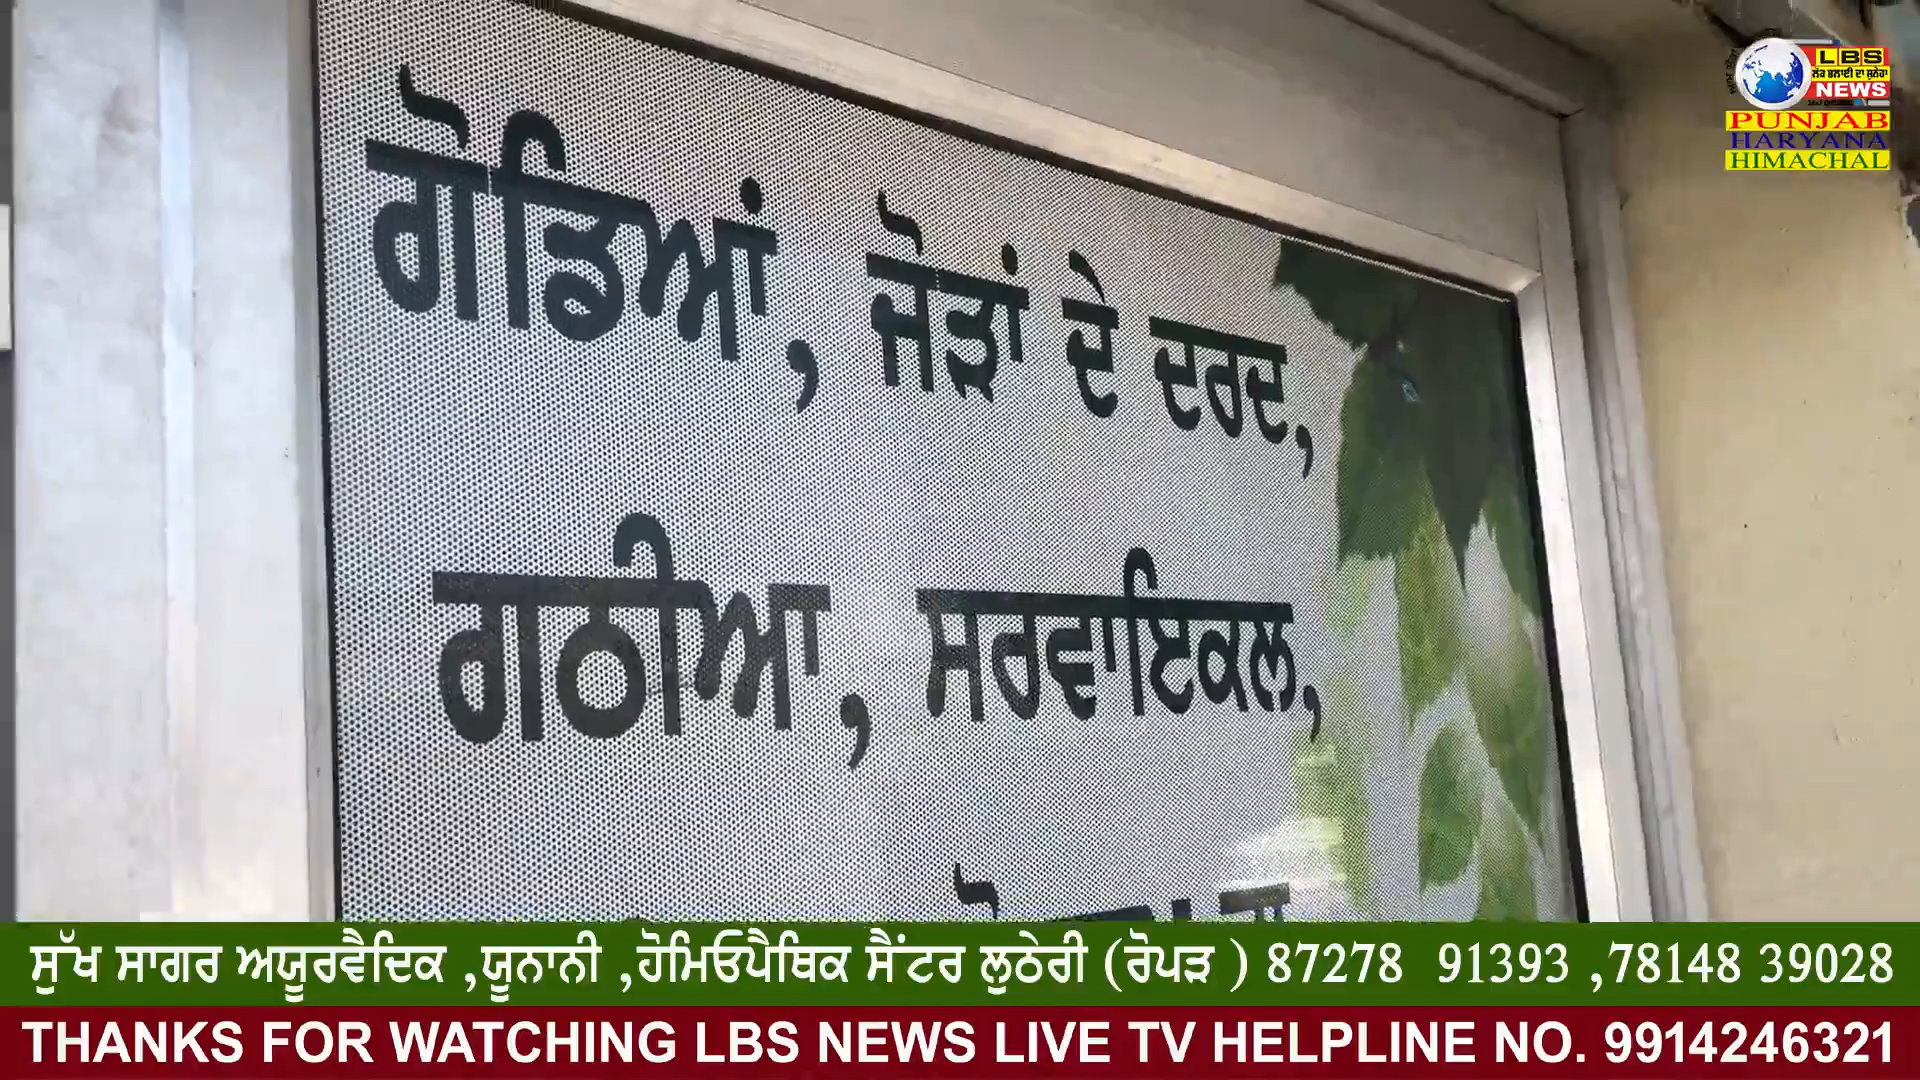 ਗੋਡਿਆਂ, ਜੋੜਾਂ ਦੇ ਦਰਦ,
ਗਠੀਆ, ਸਰਵਾਇਕਲ,
LBS
NEWS
PUNJAB
HARYANA
HIMACHAL
ਸੁੱਖ ਸਾਗਰ ਅਯੂਰਵੈਦਿਕ ,ਯੂਨਾਨੀ ,ਹੋਮਿਓਪੈਥਿਕ ਸੈਂਟਰ ਲੁਠੇਰੀ (ਰੋਪੜ ) 87278 91393 ,78148 39028
THANKS FOR WATCHING LBS NEWS LIVE TV HELPLINE NO. 9914246321